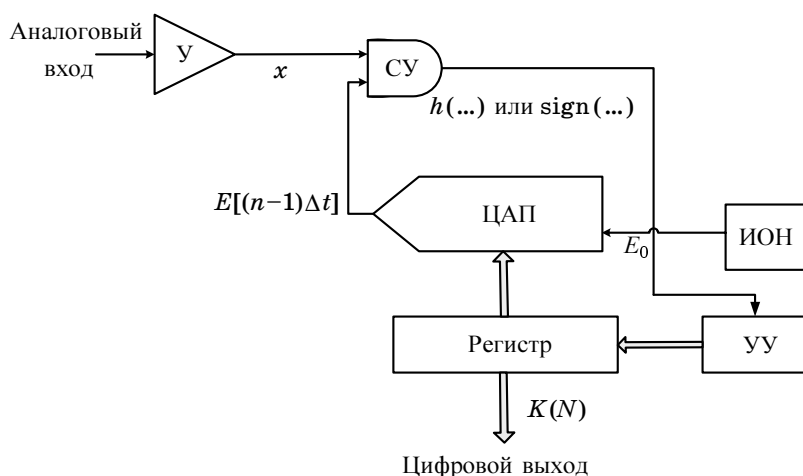 Аналоговый
вход
У
x
СУ
h(...) или sign(...)
E[(n−1)Δt]
ЦАП
E₀
ИОН
Регистр
УУ
K(N)
Цифровой выход